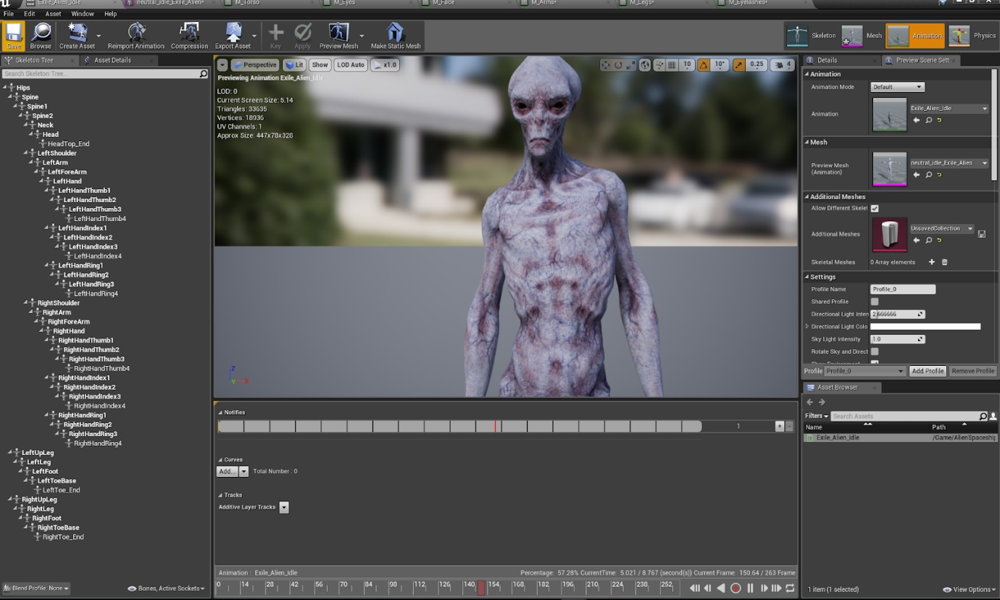 Exile_Alien_Idle
neutral_idle_Exile_Alien*
M_Torso
M_Eyes
M_Face
M_Arms*
M_Legs*
M_Eyelashes*
File Edit Asset Window Help
Save
Browse
Create Asset
Reimport Animation
Compression
Export Asset
Key
Apply
Preview Mesh
Make Static Mesh
Skeleton
Mesh
Animation
Physics
Skeleton Tree
Asset Details
Search Skeleton Tree...
Hips
Spine
Spine1
Spine2
Neck
Head
HeadTop_End
LeftShoulder
LeftArm
LeftForeArm
LeftHand
LeftHandThumb1
LeftHandThumb2
LeftHandThumb3
LeftHandThumb4
LeftHandIndex1
LeftHandIndex2
LeftHandIndex3
LeftHandIndex4
LeftHandRing1
LeftHandRing2
LeftHandRing3
LeftHandRing4
RightShoulder
RightArm
RightForeArm
RightHand
RightHandThumb1
RightHandThumb2
RightHandThumb3
RightHandThumb4
RightHandIndex1
RightHandIndex2
RightHandIndex3
RightHandIndex4
RightHandRing1
RightHandRing2
RightHandRing3
RightHandRing4
LeftUpLeg
LeftLeg
LeftFoot
LeftToeBase
LeftToe_End
RightUpLeg
RightLeg
RightFoot
RightToeBase
RightToe_End
Blend Profile: None
Bones, Active Sockets
Perspective Lit Show LOD Auto x1.0
10 10° 0.25 4
Previewing Animation Exile_Alien_Idle
LOD: 0
Current Screen Size: 5.14
Triangles: 33635
Vertices: 18936
UV Channels: 1
Approx Size: 447x78x328
Z
Y X
Notifies
1
Curves
Add...
Total Number : 0
Tracks
Additive Layer Tracks
Animation : Exile_Alien_Idle
Percentage: 57.28% CurrentTime: 5.021 / 8.767 (second(s)) Current Frame: 150.64 / 263 Frame
0 14 28 42 56 70 84 98 112 126 140 154 168 182 196 210 224 238 252
Details
Preview Scene Sett
Animation
Animation Mode
Default
Animation
Exile_Alien_Idle
Mesh
Preview Mesh
(Animation)
neutral_idle_Exile_Alien
Additional Meshes
Allow Different Skelet
Additional Meshes
UnsavedCollection
Skeletal Meshes
0 Array elements
Settings
Profile Name
Profile_0
Shared Profile
Directional Light Inten
2.666666
Directional Light Colo
Sky Light Intensity
1.0
Rotate Sky and Direct
Profile
Profile_0
Add Profile
Remove Profile
Asset Browser
Filters
Search Assets
Name
Path
Exile_Alien_Idle
/Game/AlienSpaceship
1 item (1 selected)
View Options